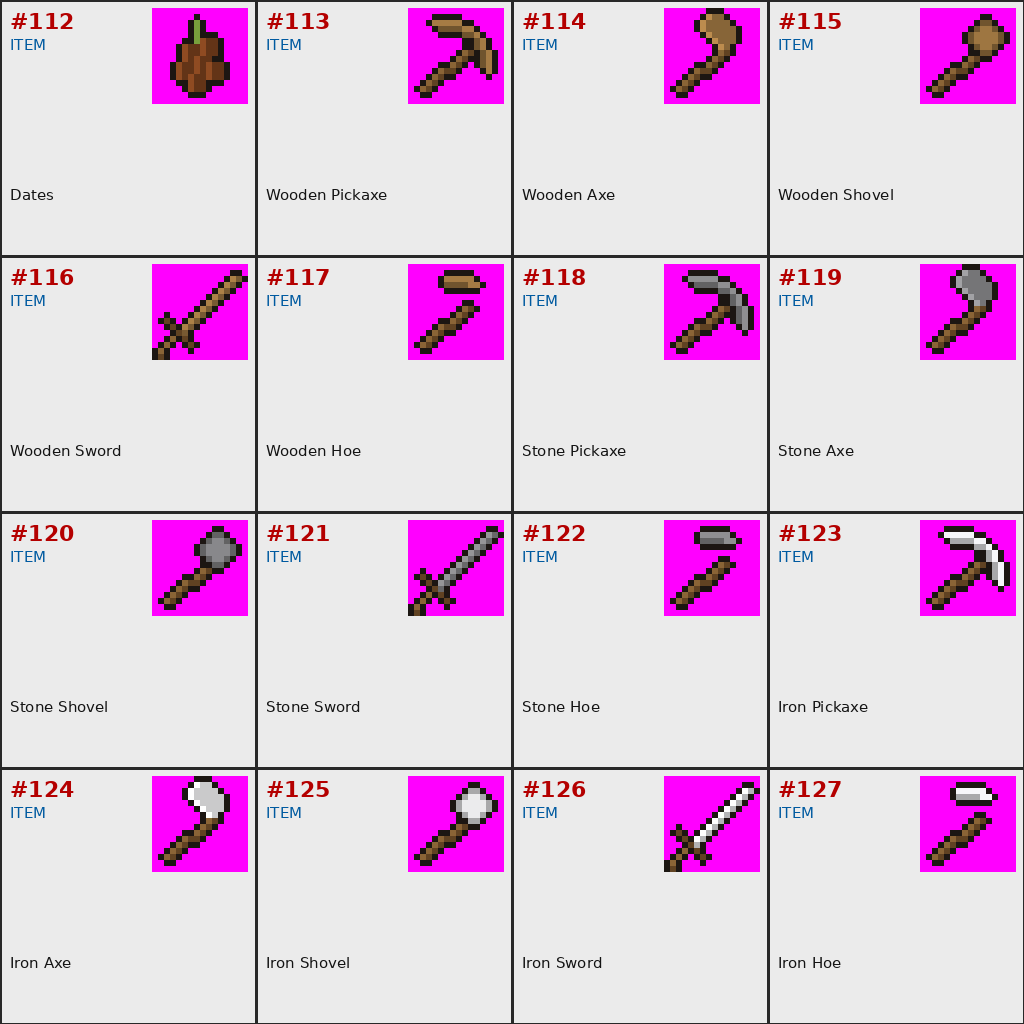 #112
ITEM
Dates
#113
ITEM
Wooden Pickaxe
#114
ITEM
Wooden Axe
#115
ITEM
Wooden Shovel
#116
ITEM
Wooden Sword
#117
ITEM
Wooden Hoe
#118
ITEM
Stone Pickaxe
#119
ITEM
Stone Axe
#120
ITEM
Stone Shovel
#121
ITEM
Stone Sword
#122
ITEM
Stone Hoe
#123
ITEM
Iron Pickaxe
#124
ITEM
Iron Axe
#125
ITEM
Iron Shovel
#126
ITEM
Iron Sword
#127
ITEM
Iron Hoe